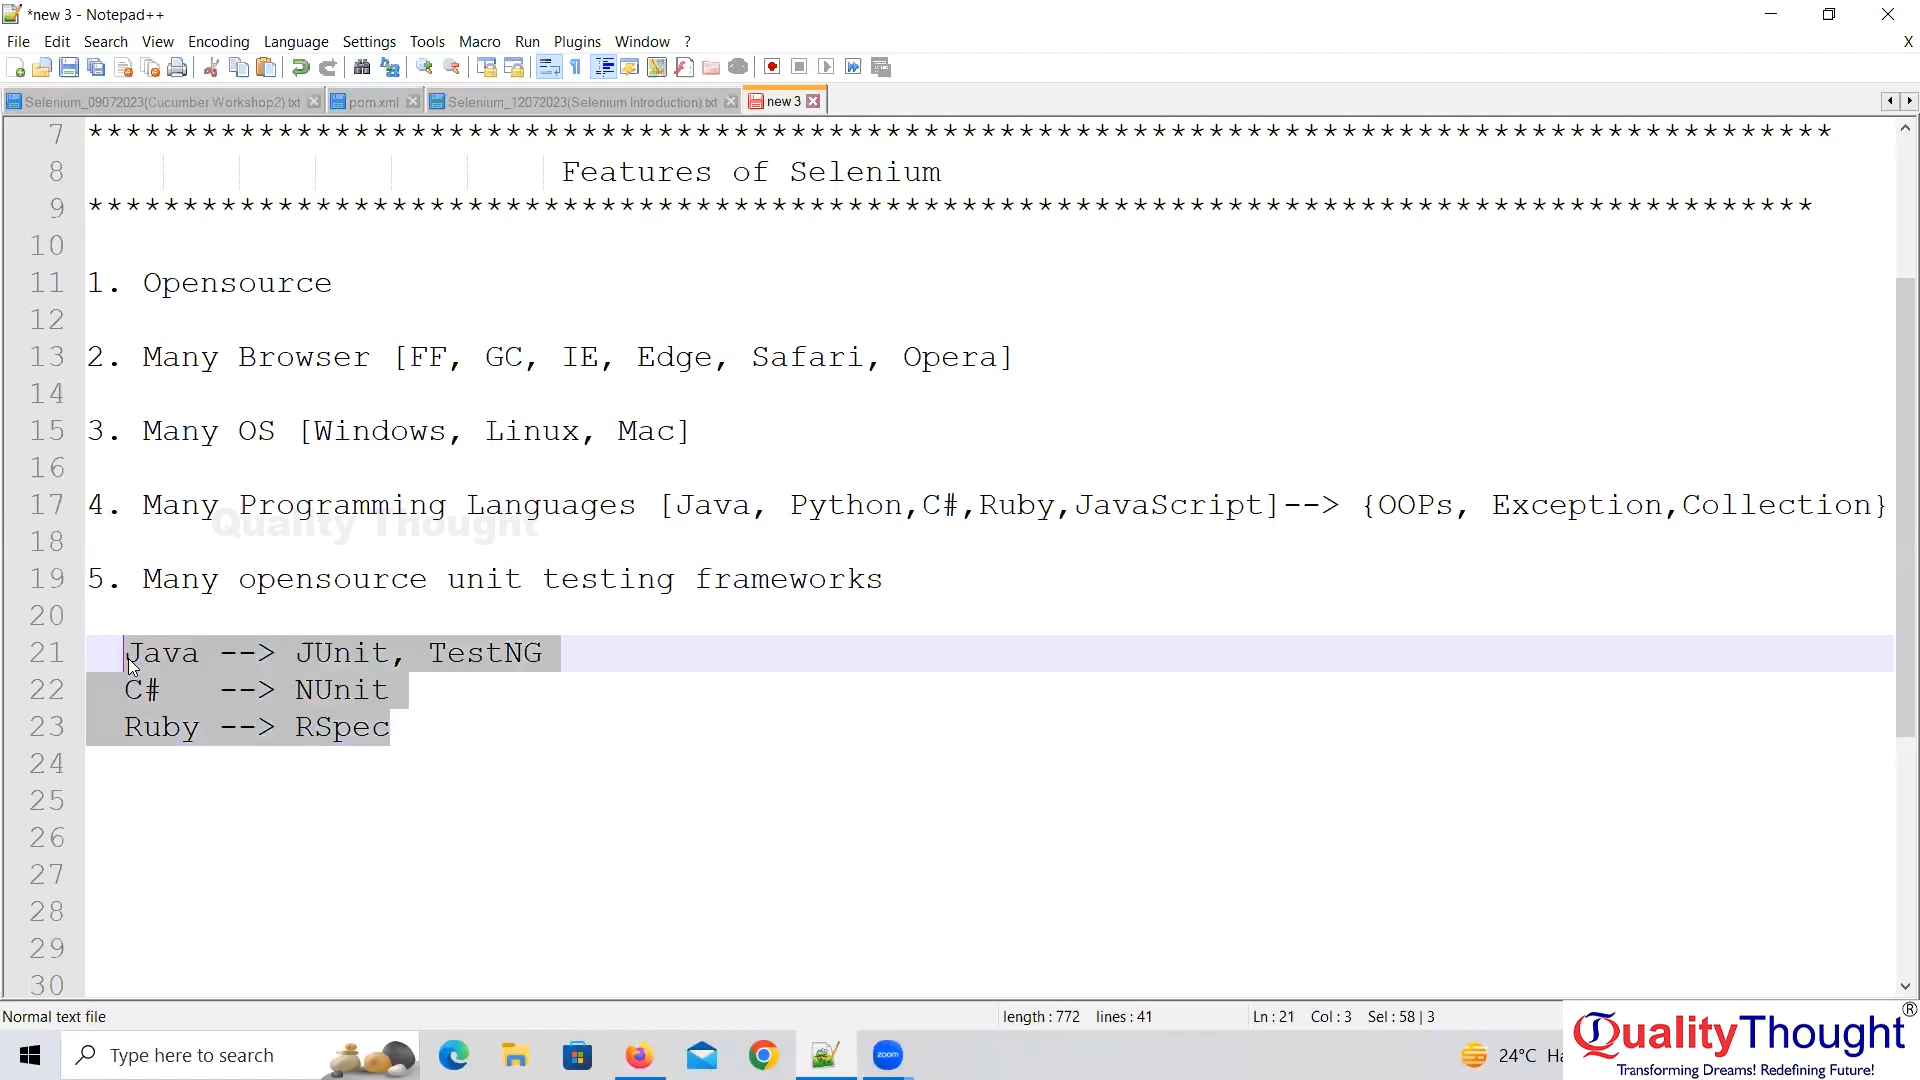 *new 3 - Notepad++
File Edit Search View Encoding Language Settings Tools Macro Run Plugins Window ? X
Selenium_09072023(Cucumber Workshop2).txt pom.xml Selenium_12072023(Selenium Introduction).txt new 3
7 *********************************************************************************************
8 Features of Selenium
9 ********************************************************************************************
10
11 1. Opensource
12
13 2. Many Browser [FF, GC, IE, Edge, Safari, Opera]
14
15 3. Many OS [Windows, Linux, Mac]
16
17 4. Many Programming Languages [Java, Python,C#,Ruby,JavaScript]--> {OOPs, Exception,Collection}
Quality Thought
18
19 5. Many opensource unit testing frameworks
20
21 Java --> JUnit, TestNG
22 C# --> NUnit
23 Ruby --> RSpec
24
25
26
27
28
29
30
Normal text file length : 772 lines : 41 Ln : 21 Col : 3 Sel : 58 | 3
Type here to search zoom 24°C Ha
QualityThought®
Transforming Dreams! Redefining Future!